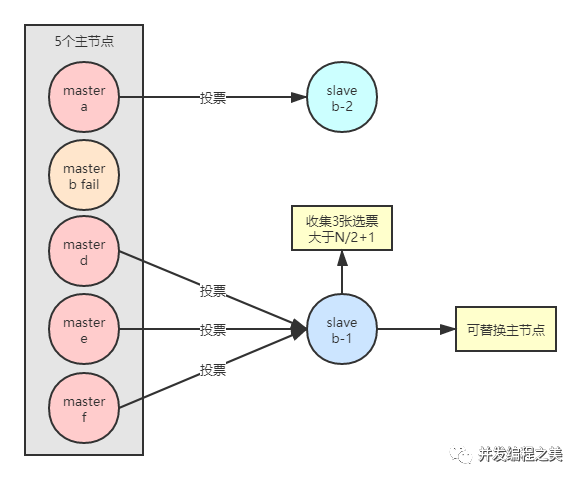 5个主节点
master
a
投票
slave
b-2
master
b fail
收集3张选票
大于N/2+1
master
d
投票
master
e
投票
slave
b-1
可替换主节点
投票
master
f
并发编程之美